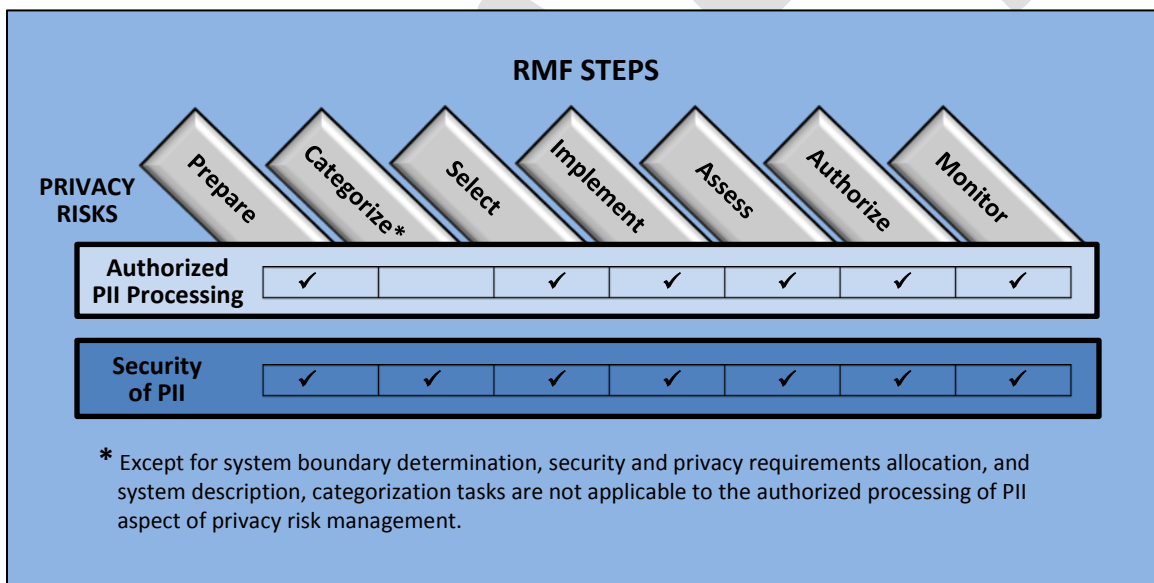 RMF STEPS
PRIVACY
RISKS
Prepare
Categorize*
Select
Implement
Assess
Authorize
Monitor
Authorized
PII Processing
✓ ✓ ✓ ✓ ✓ ✓
Security
of PII
✓ ✓ ✓ ✓ ✓ ✓ ✓
* Except for system boundary determination, security and privacy requirements allocation, and
system description, categorization tasks are not applicable to the authorized processing of PII
aspect of privacy risk management.